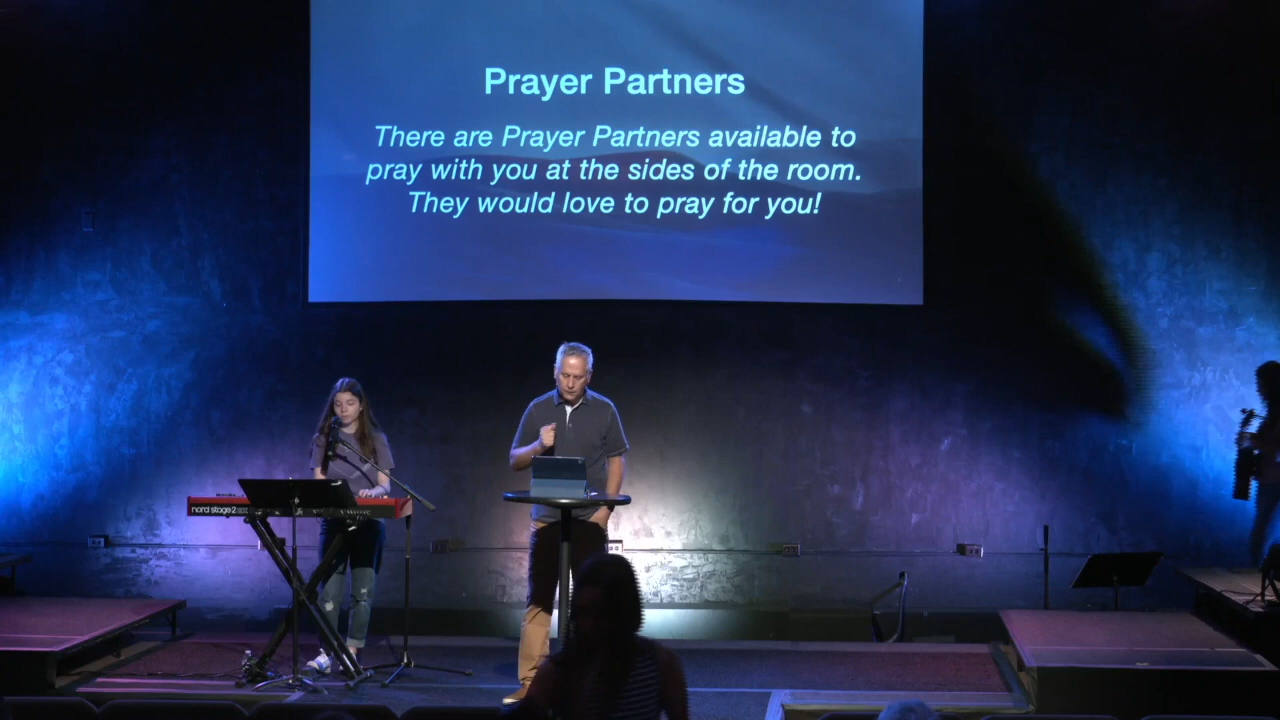 Prayer Partners
There are Prayer Partners available to
pray with you at the sides of the room.
They would love to pray for you!
nord stage 2